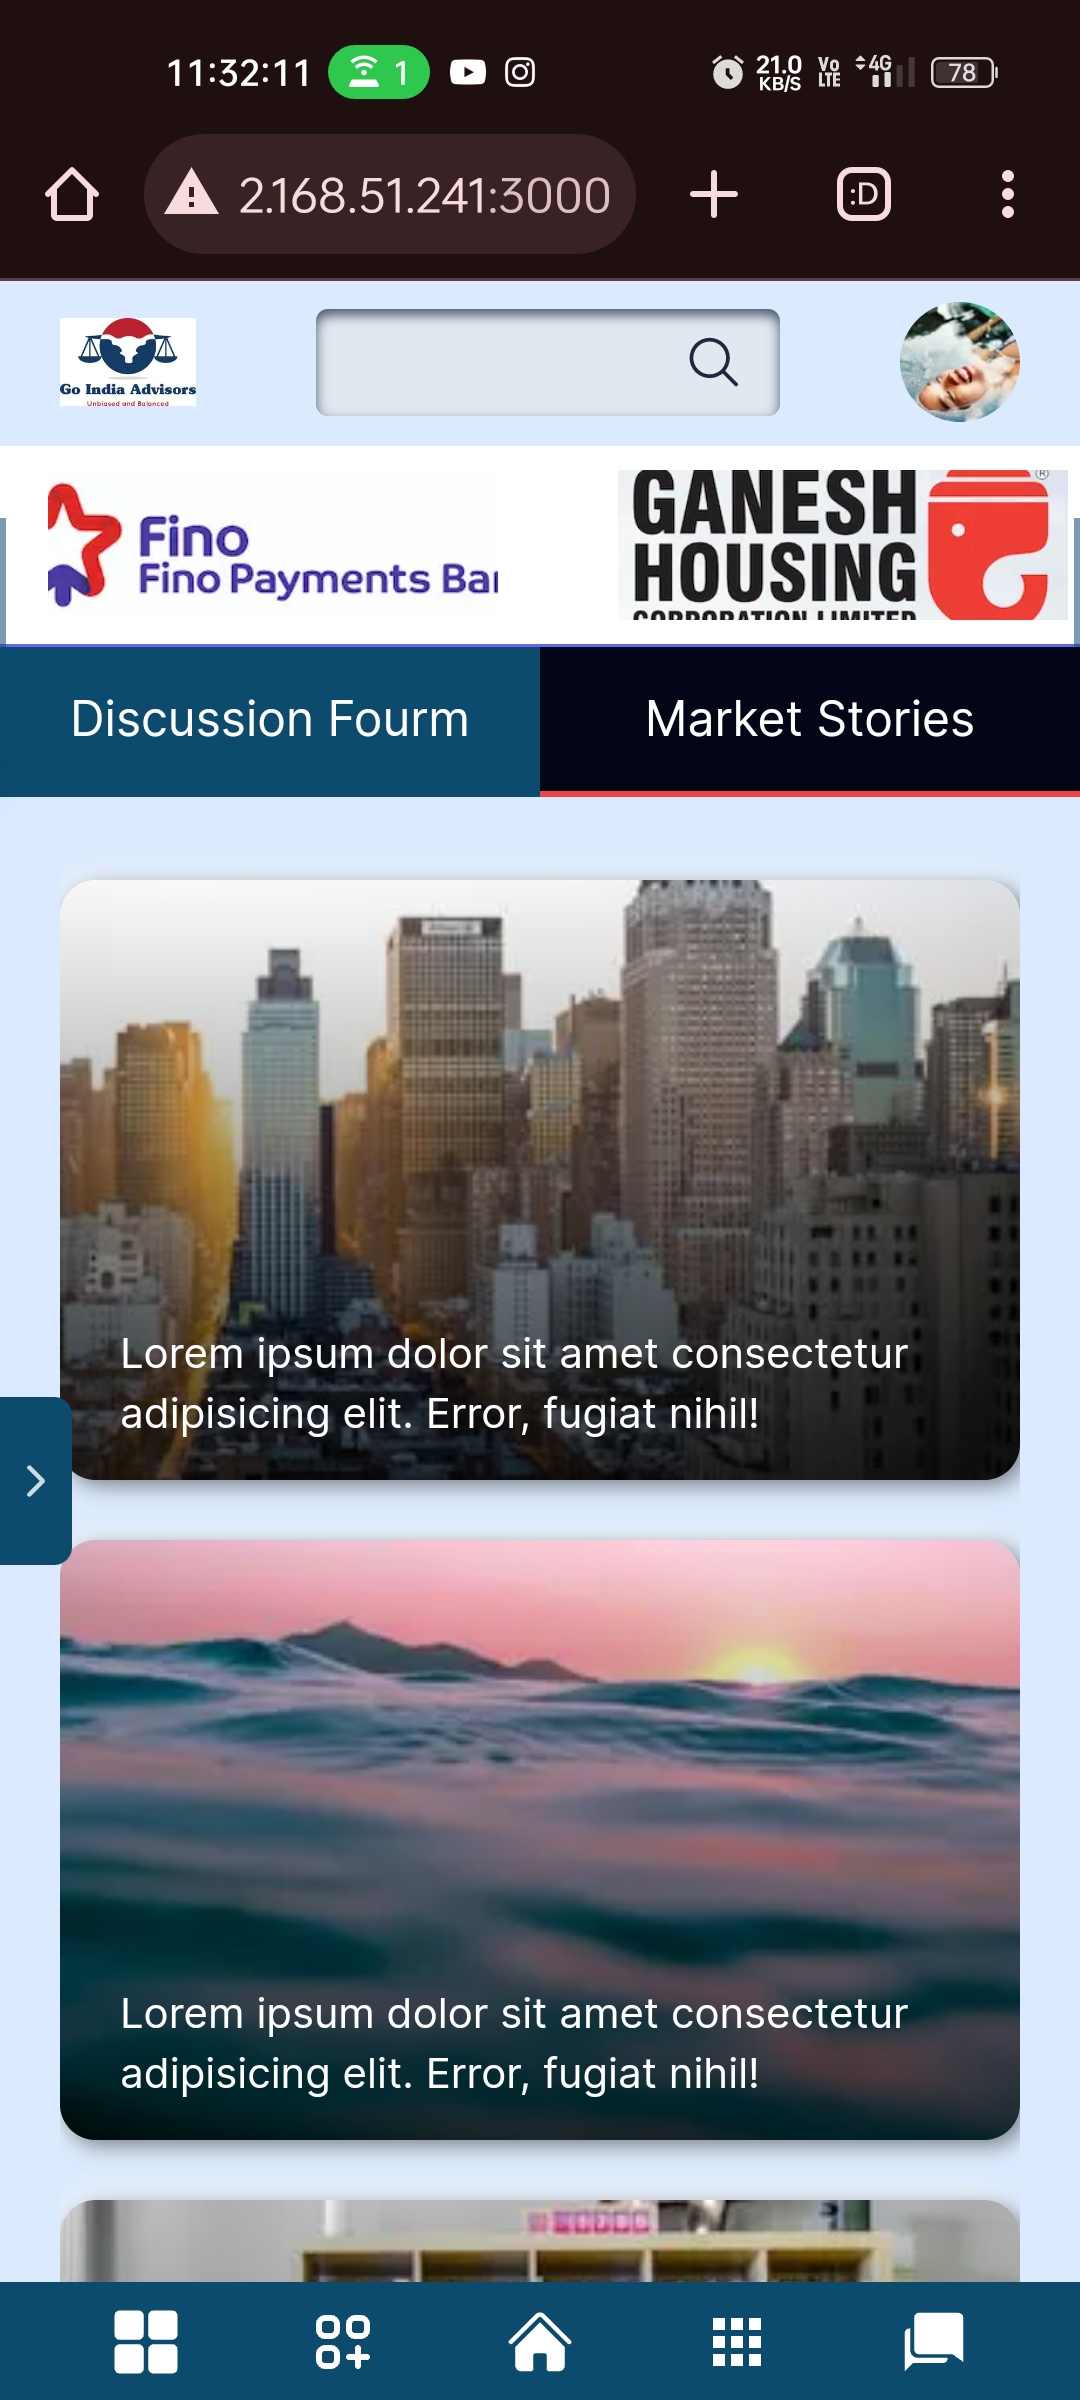 11:32:11 1 21.0 KB/S Vo LTE 4G 78
2.168.51.241:3000 :D
Go India Advisors
Unbiased and Balanced
Fino
Fino Payments Ba
GANESH
HOUSING
CORPORATION LIMITED
®
Discussion Fourm
Market Stories
Lorem ipsum dolor sit amet consectetur
adipisicing elit. Error, fugiat nihil!
Lorem ipsum dolor sit amet consectetur
adipisicing elit. Error, fugiat nihil!